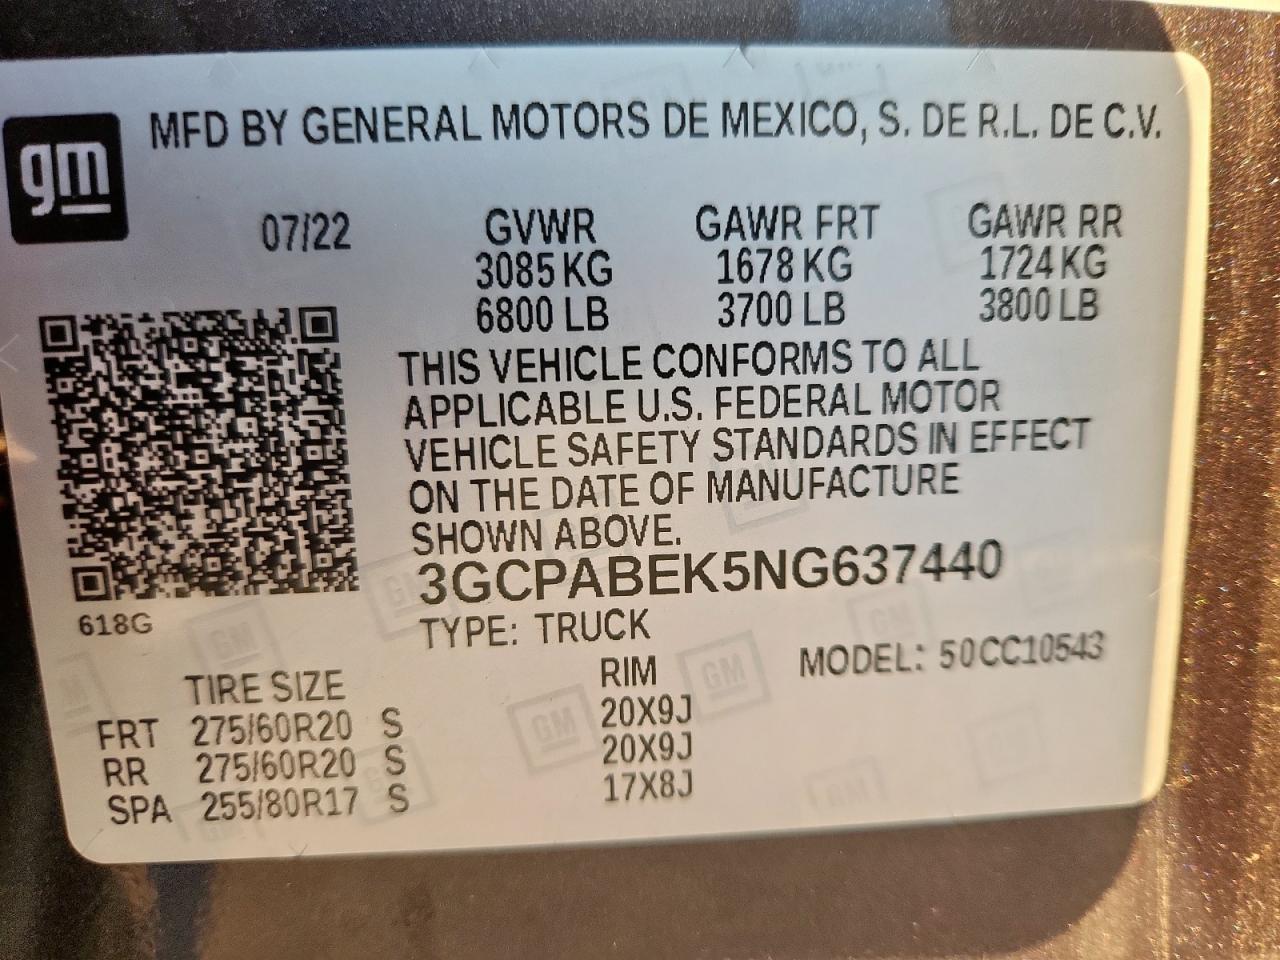 gm
MFD BY GENERAL MOTORS DE MEXICO, S. DE R.L. DE C.V.
07/22 GVWR GAWR FRT GAWR RR
3085 KG 1678 KG 1724 KG
6800 LB 3700 LB 3800 LB
THIS VEHICLE CONFORMS TO ALL
APPLICABLE U.S. FEDERAL MOTOR
VEHICLE SAFETY STANDARDS IN EFFECT
ON THE DATE OF MANUFACTURE
SHOWN ABOVE.
3GCPABEK5NG637440
618G
TYPE: TRUCK
MODEL: 50CC10543
TIRE SIZE RIM
FRT 275/60R20 S 20X9J
RR 275/60R20 S 20X9J
SPA 255/80R17 S 17X8J